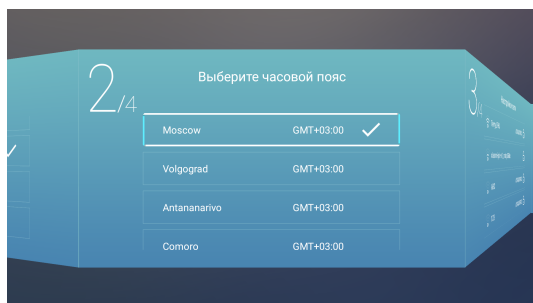 2/4
Выберите часовой пояс
Moscow GMT+03:00
Volgograd GMT+03:00
Antananarivo GMT+03:00
Comoro GMT+03:00
3/4